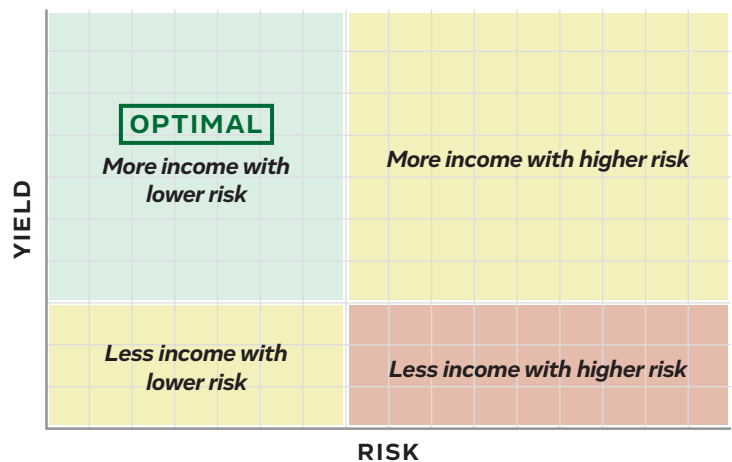 OPTIMAL
More income with
lower risk
More income with higher risk
YIELD
Less income with
lower risk
Less income with higher risk
RISK